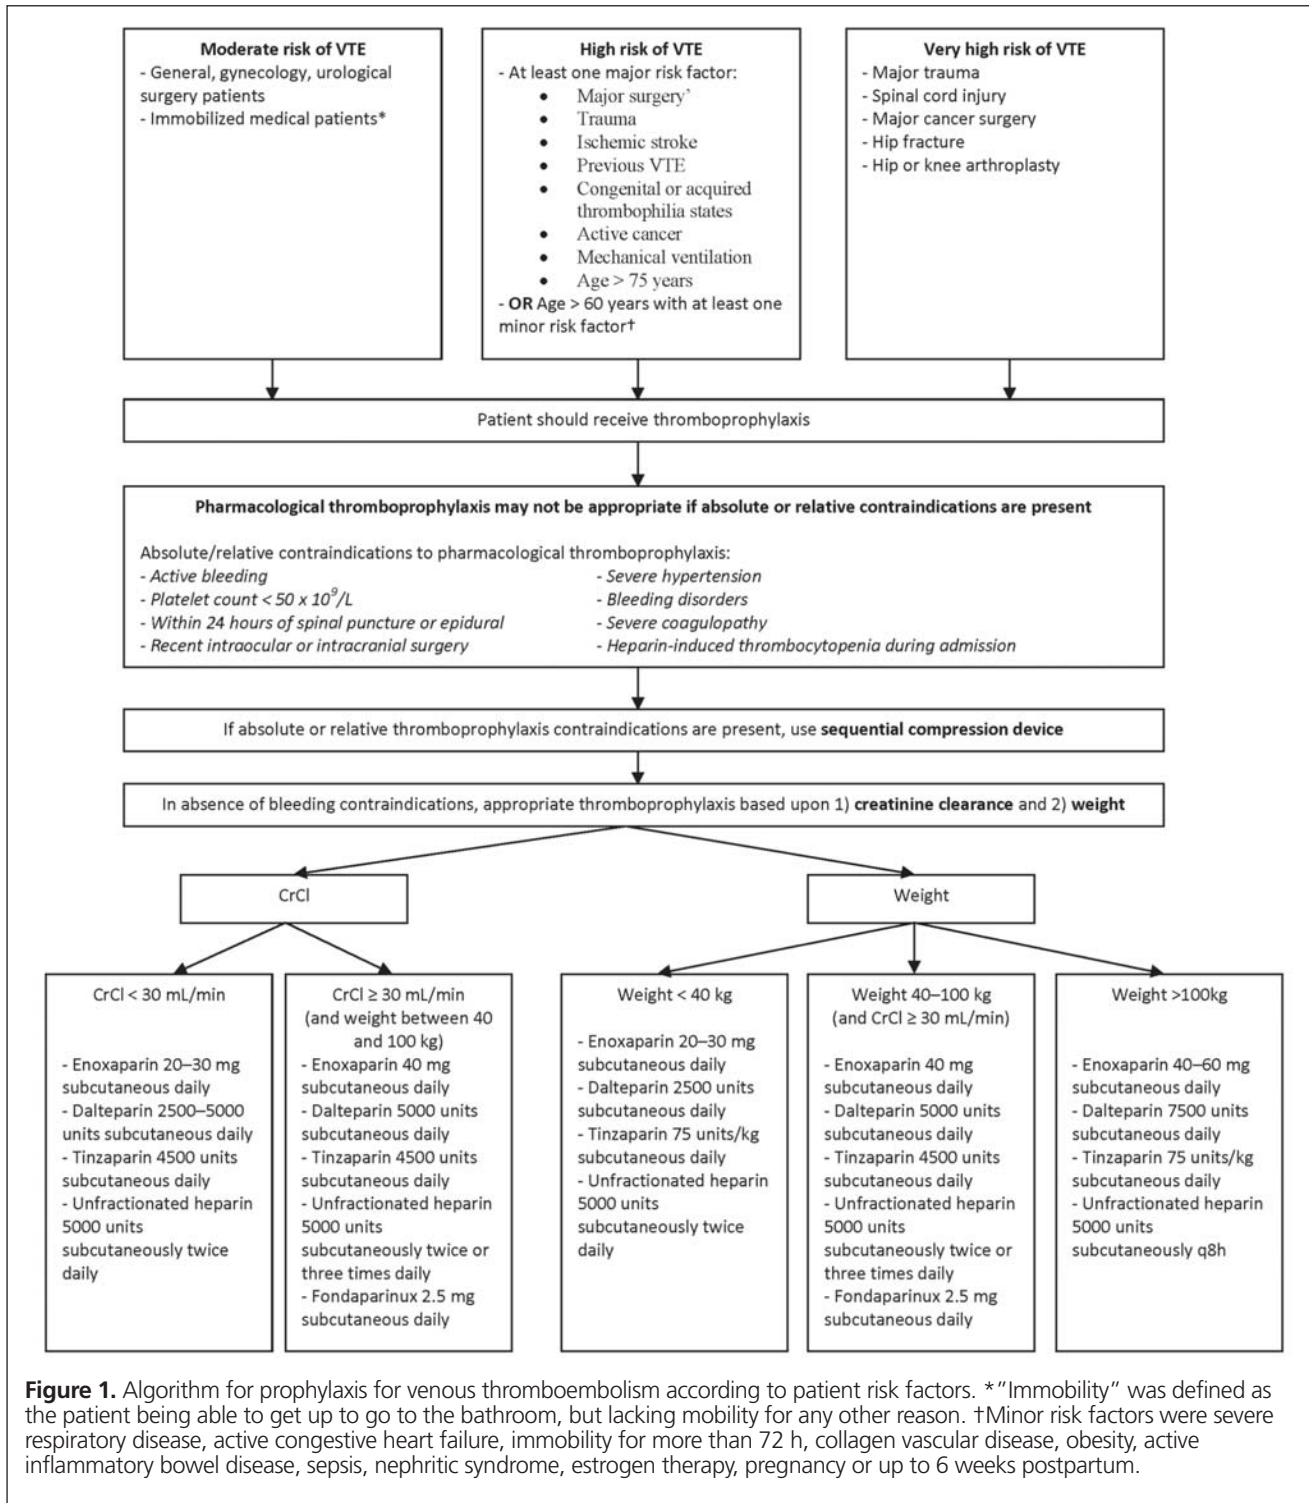 Moderate risk of VTE
- General, gynecology, urological
surgery patients
- Immobilized medical patients*
High risk of VTE
- At least one major risk factor:
• Major surgery’
• Trauma
• Ischemic stroke
• Previous VTE
• Congenital or acquired
thrombophilia states
• Active cancer
• Mechanical ventilation
• Age > 75 years
- OR Age > 60 years with at least one
minor risk factor†
Very high risk of VTE
- Major trauma
- Spinal cord injury
- Major cancer surgery
- Hip fracture
- Hip or knee arthroplasty
Patient should receive thromboprophylaxis
Pharmacological thromboprophylaxis may not be appropriate if absolute or relative contraindications are present
Absolute/relative contraindications to pharmacological thromboprophylaxis:
- Active bleeding
- Platelet count < 50 x 10⁹/L
- Within 24 hours of spinal puncture or epidural
- Recent intraocular or intracranial surgery
- Severe hypertension
- Bleeding disorders
- Severe coagulopathy
- Heparin-induced thrombocytopenia during admission
If absolute or relative thromboprophylaxis contraindications are present, use sequential compression device
In absence of bleeding contraindications, appropriate thromboprophylaxis based upon 1) creatinine clearance and 2) weight
CrCl
Weight
CrCl < 30 mL/min
- Enoxaparin 20–30 mg
subcutaneous daily
- Dalteparin 2500–5000
units subcutaneous daily
- Tinzaparin 4500 units
subcutaneous daily
- Unfractionated heparin
5000 units
subcutaneously twice
daily
CrCl ≥ 30 mL/min
(and weight between 40
and 100 kg)
- Enoxaparin 40 mg
subcutaneous daily
- Dalteparin 5000 units
subcutaneous daily
- Tinzaparin 4500 units
subcutaneous daily
- Unfractionated heparin
5000 units
subcutaneously twice or
three times daily
- Fondaparinux 2.5 mg
subcutaneous daily
Weight < 40 kg
- Enoxaparin 20–30 mg
subcutaneous daily
- Dalteparin 2500 units
subcutaneous daily
- Tinzaparin 75 units/kg
subcutaneous daily
- Unfractionated heparin
5000 units
subcutaneously twice
daily
Weight 40–100 kg
(and CrCl ≥ 30 mL/min)
- Enoxaparin 40 mg
subcutaneous daily
- Dalteparin 5000 units
subcutaneous daily
- Tinzaparin 4500 units
subcutaneous daily
- Unfractionated heparin
5000 units
subcutaneously twice or
three times daily
- Fondaparinux 2.5 mg
subcutaneous daily
Weight >100kg
- Enoxaparin 40–60 mg
subcutaneous daily
- Dalteparin 7500 units
subcutaneous daily
- Tinzaparin 75 units/kg
subcutaneous daily
- Unfractionated heparin
5000 units
subcutaneously q8h
Figure 1. Algorithm for prophylaxis for venous thromboembolism according to patient risk factors. *”Immobility” was defined as
the patient being able to get up to go to the bathroom, but lacking mobility for any other reason. †Minor risk factors were severe
respiratory disease, active congestive heart failure, immobility for more than 72 h, collagen vascular disease, obesity, active
inflammatory bowel disease, sepsis, nephritic syndrome, estrogen therapy, pregnancy or up to 6 weeks postpartum.